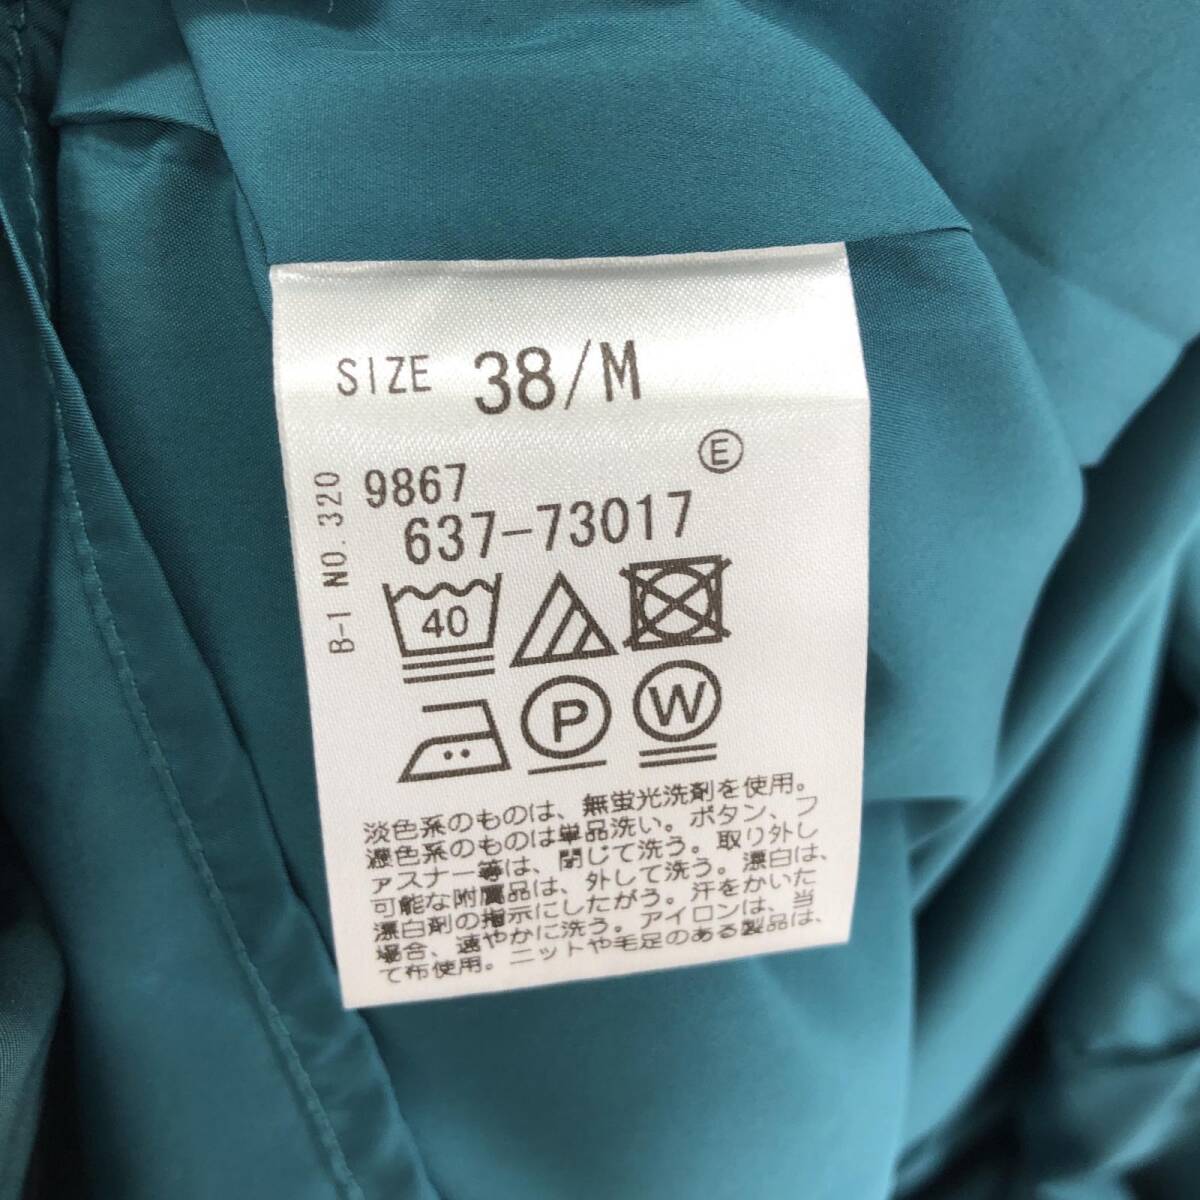 SIZE 38/M
E
B-1 NO.320
9867
637-73017
40
P
W
淡色系のものは、無蛍光洗剤を使用。
濃色系のものは単品洗い。ボタン、フ
ァスナー等は、閉じて洗う。取り外し
可能な附属品は、外して洗う。漂白は、
漂白剤の指示にしたがう。汗をかいた
場合、速やかに洗う。アイロンは、当
て布使用。ニットや毛足のある製品は、